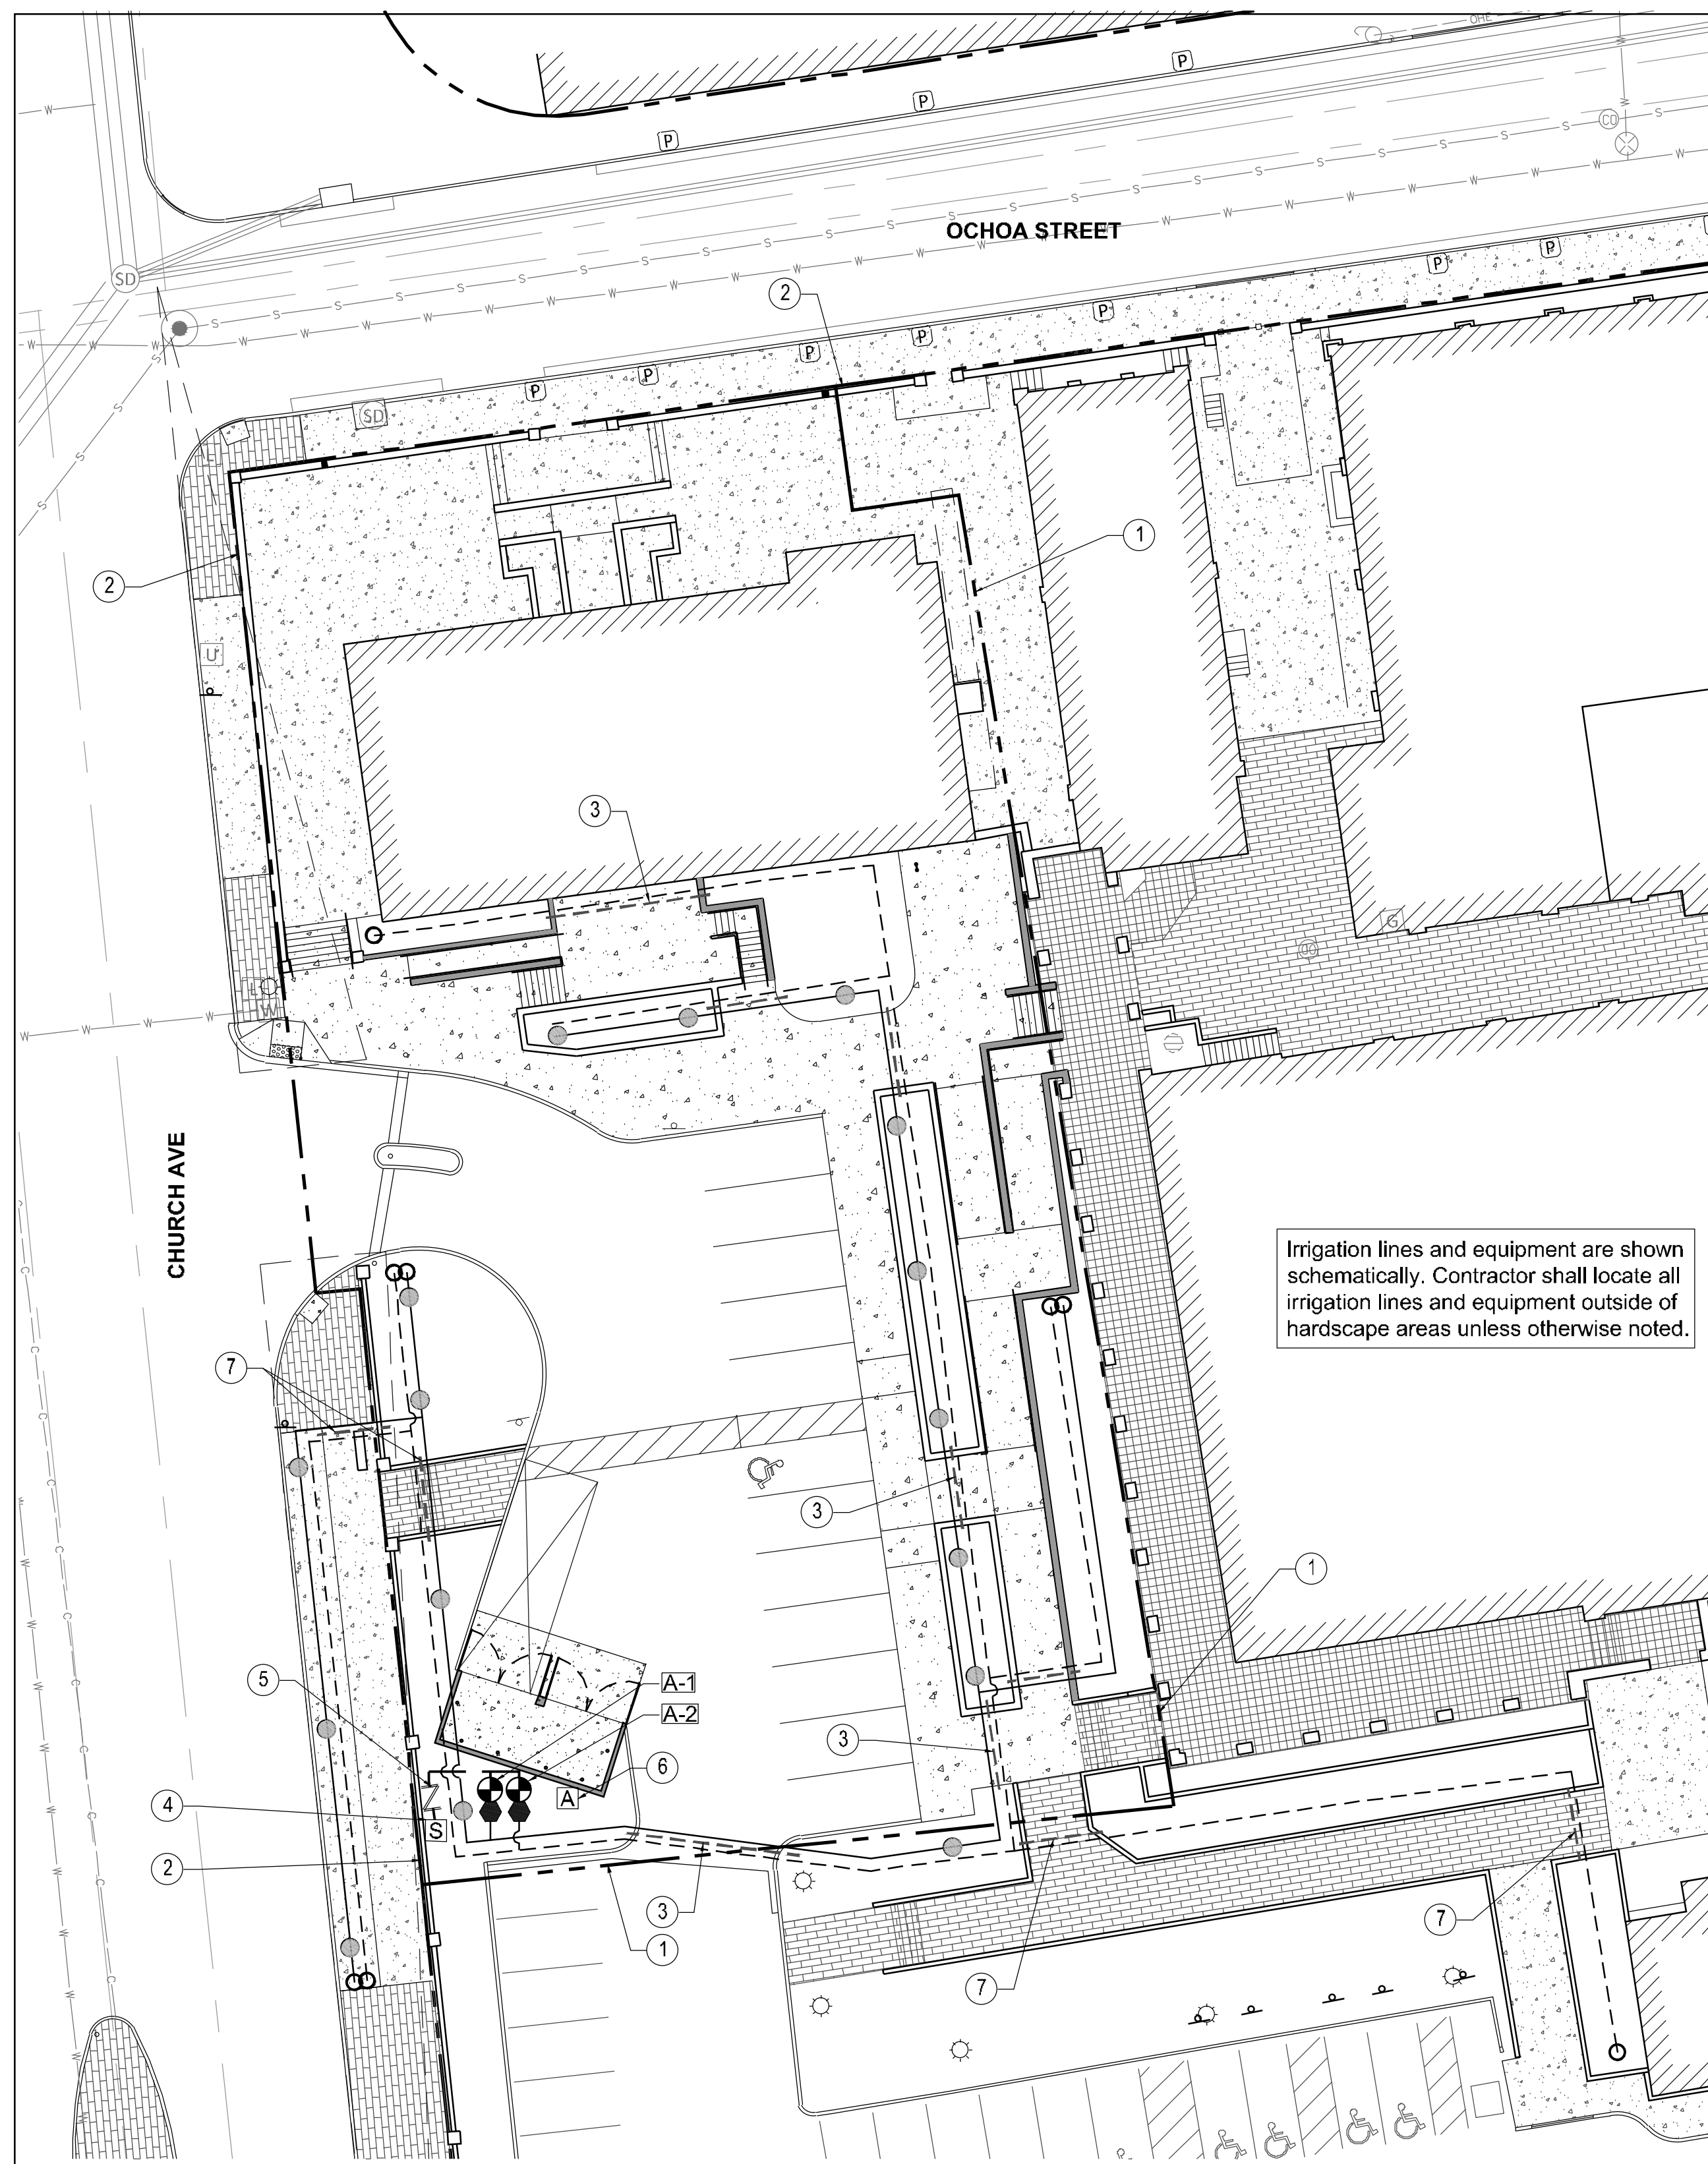 OHE
P
P
P
W
S
CO
OCHOA STREET
SD
2
P
P
P
P
P
P
P
P
SD
2
1
U
3
G
CO
L
W
CHURCH AVE
Irrigation lines and equipment are shown
schematically. Contractor shall locate all
irrigation lines and equipment outside of
hardscape areas unless otherwise noted.
7
3
1
5
A-1
A-2
3
6
4
A
S
2
3
1
7
7
C
W